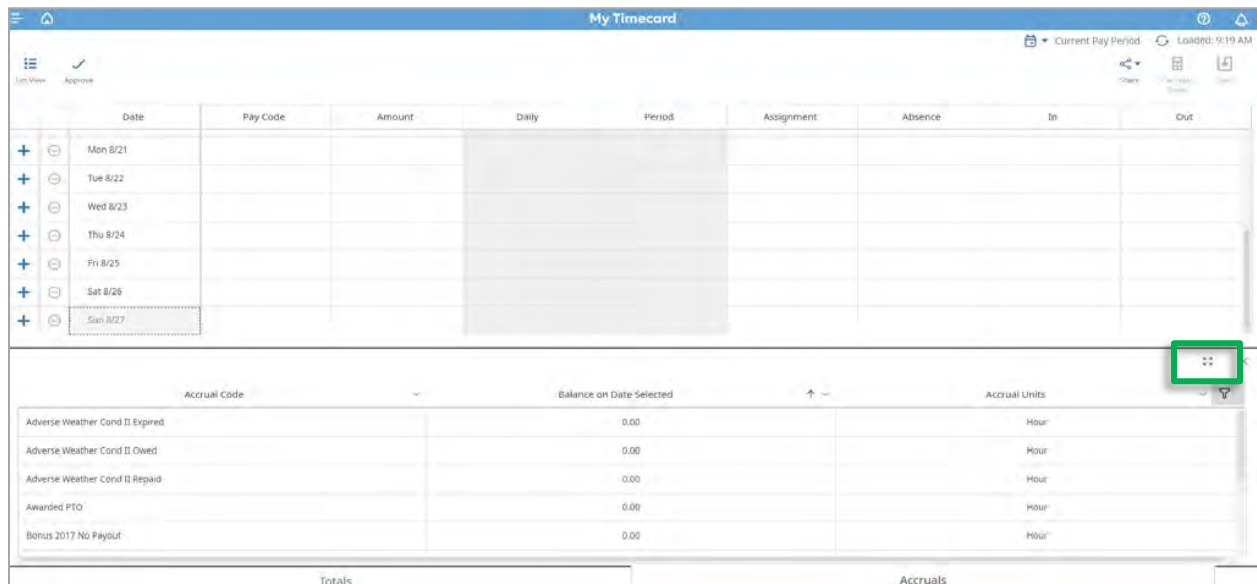 My Timecard
Current Pay Period Loaded: 9:19 AM
List View Approve Share
Date Pay Code Amount Daily Period Assignment Absence In Out
Mon 8/21
Tue 8/22
Wed 8/23
Thu 8/24
Fri 8/25
Sat 8/26
Sun 8/27
Accrual Code Balance on Date Selected Accrual Units
Adverse Weather Cond II Expired 0.00 Hour
Adverse Weather Cond II Owed 0.00 Hour
Adverse Weather Cond II Repaid 0.00 Hour
Awarded PTO 0.00 Hour
Bonus 2017 No Payout 0.00 Hour
Totals Accruals